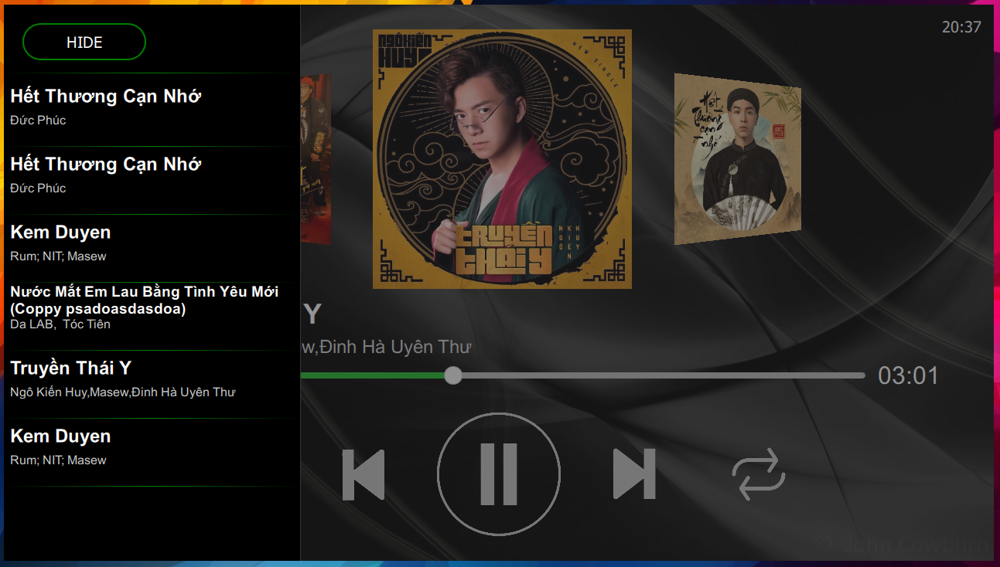 HIDE
Hết Thương Cạn Nhớ
Đức Phúc
Hết Thương Cạn Nhớ
Đức Phúc
Kem Duyen
Rum; NIT; Masew
Nước Mắt Em Lau Bằng Tình Yêu Mới
(Coppy psadoasdasdoa)
Da LAB, Tóc Tiên
Truyền Thái Y
Ngô Kiến Huy,Masew,Đinh Hà Uyên Thư
Kem Duyen
Rum; NIT; Masew
20:37
NGÔ KIẾN
HUY
NEW SINGLE
TRUYỀN
THÁI Y
NGÔ
KIẾN
HUY
Hết
Thương
cạn
Nhớ
Y
w,Đinh Hà Uyên Thư
03:01
© John Cowburn